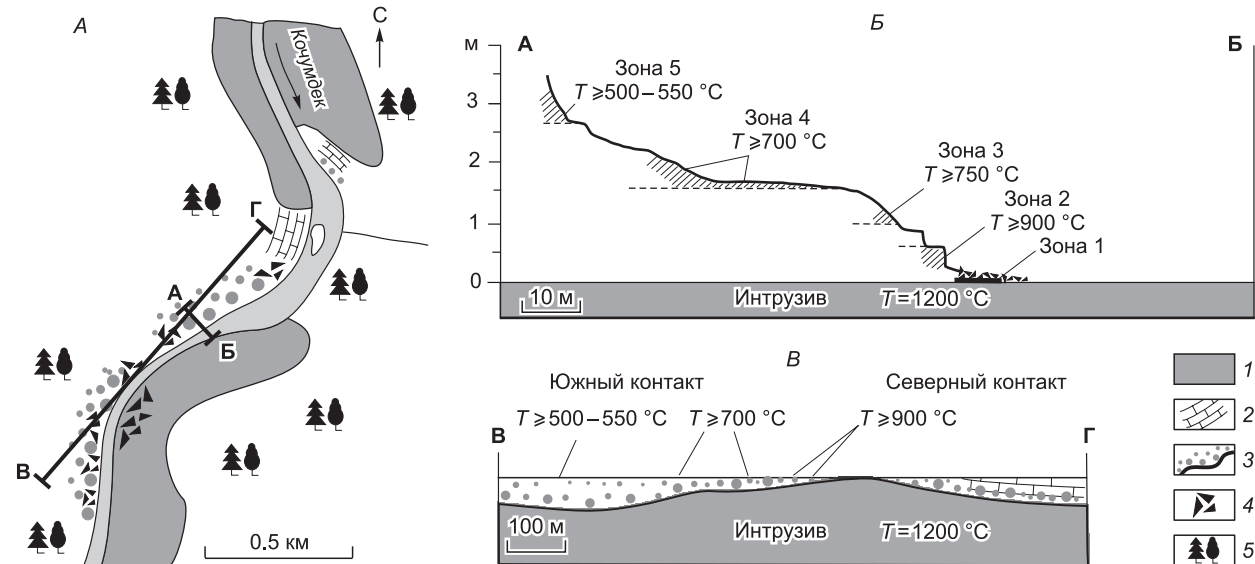 А
С
Кочумдек
Г
А
Б
В
0.5 км
Б
м
А
Б
3
2
1
0
Зона 5
T ⩾ 500–550 °C
Зона 4
T ⩾ 700 °C
Зона 3
T ⩾ 750 °C
Зона 2
T ⩾ 900 °C
Зона 1
10 м
Интрузив T = 1200 °C
В
Южный контакт Северный контакт
T ⩾ 500–550 °C T ⩾ 700 °C T ⩾ 900 °C
В
Г
100 м
Интрузив T = 1200 °C
1
2
3
4
5